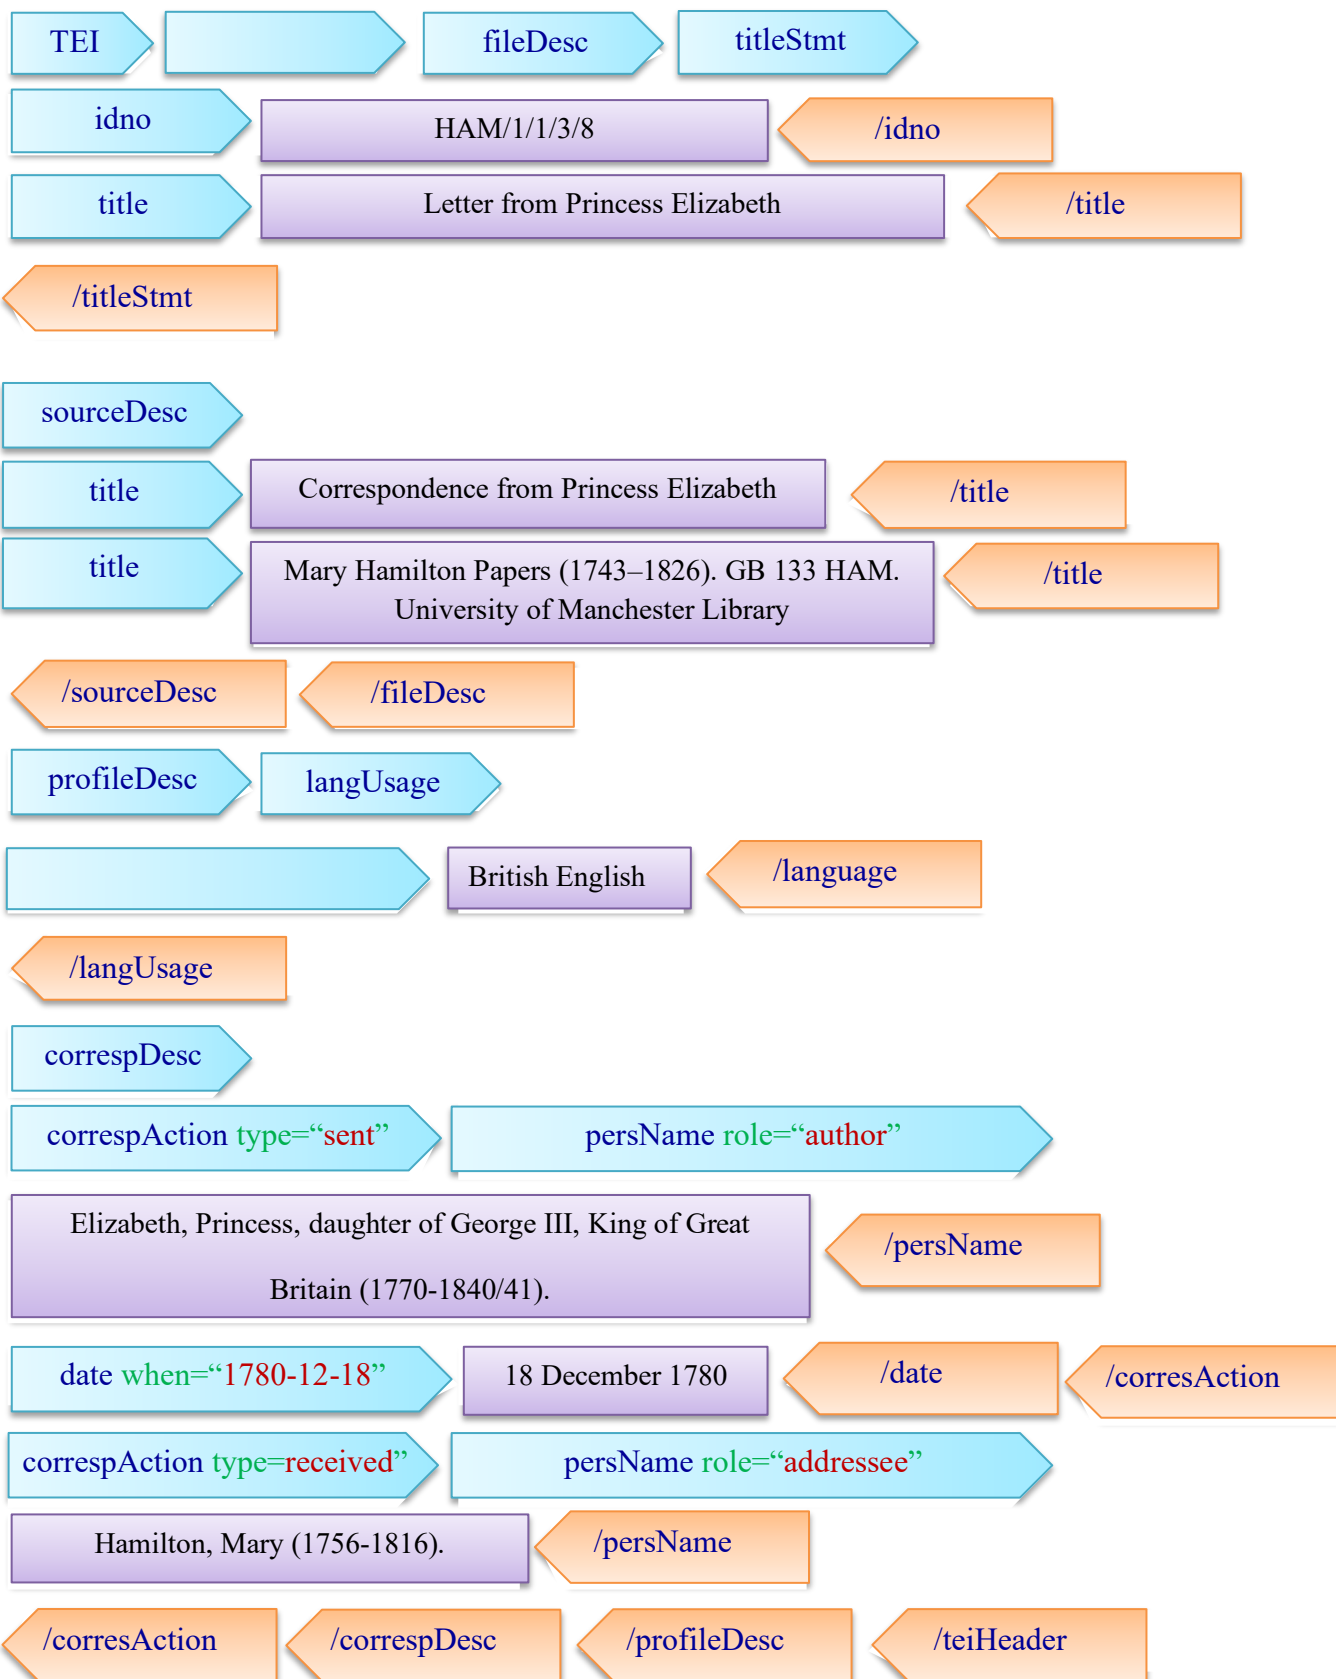 TEI fileDesc titleStmt
idno HAM/1/1/3/8 /idno
title Letter from Princess Elizabeth /title
/titleStmt
sourceDesc
title Correspondence from Princess Elizabeth /title
title Mary Hamilton Papers (1743–1826). GB 133 HAM. /title
University of Manchester Library
/sourceDesc /fileDesc
profileDesc langUsage
British English /language
/langUsage
correspDesc
correspAction type=“sent” persName role=“author”
Elizabeth, Princess, daughter of George III, King of Great
/persName
Britain (1770-1840/41).
date when=“1780-12-18” 18 December 1780 /date /corresAction
correspAction type=received” persName role=“addressee”
Hamilton, Mary (1756-1816). /persName
/corresAction /correspDesc /profileDesc /teiHeader